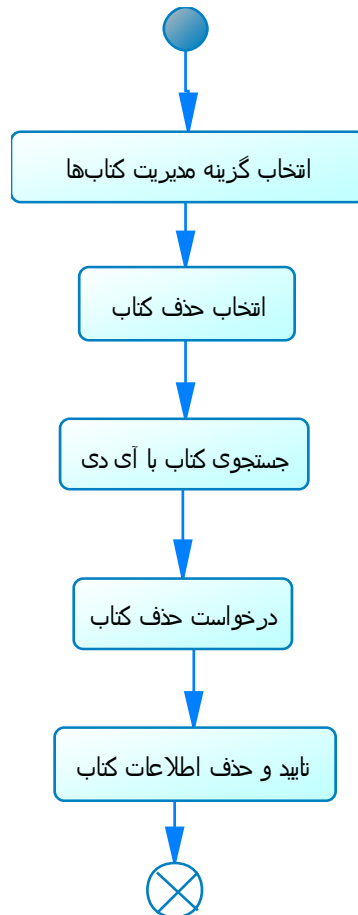 انتخاب گزینه مدیریت کتاب‌ها
انتخاب حذف کتاب
جستجوی کتاب با آی دی
درخواست حذف کتاب
تایید و حذف اطلاعات کتاب